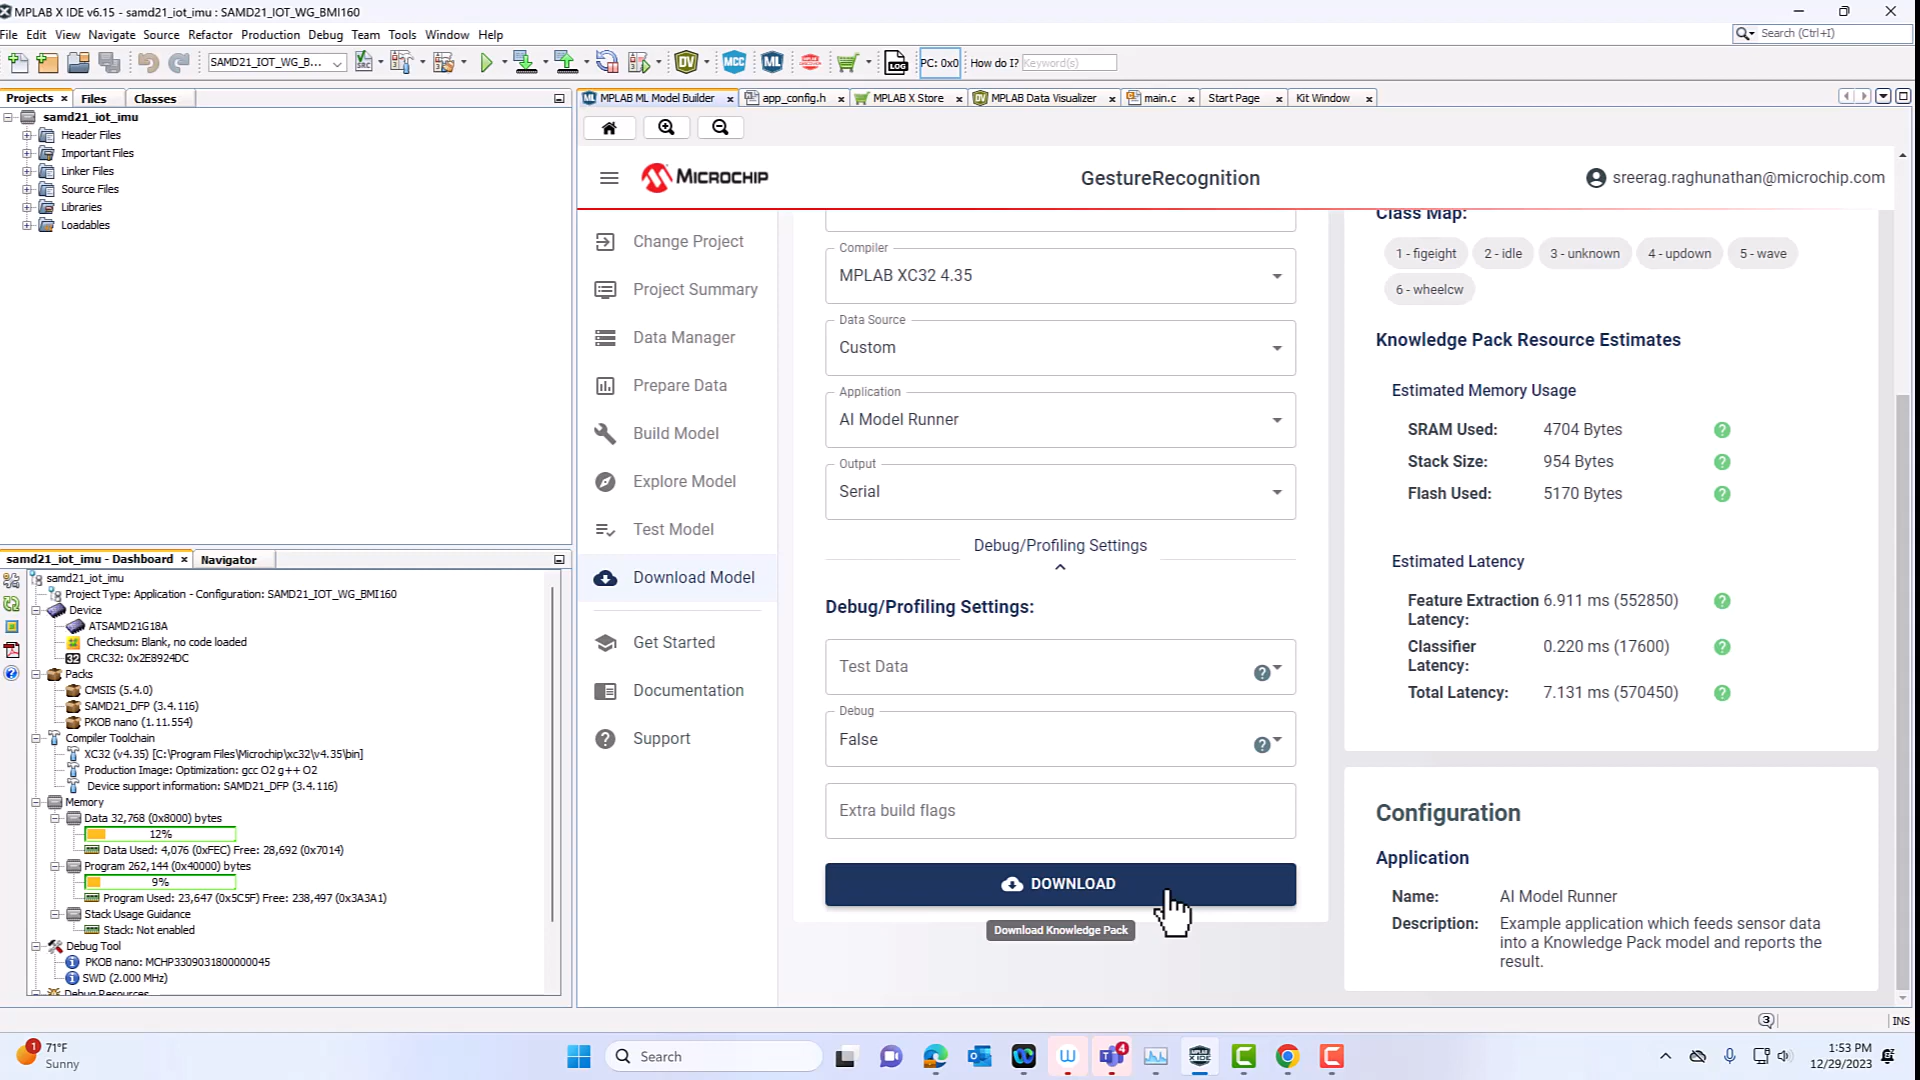 MPLAB X IDE v6.15 - samd21_iot_imu : SAMD21_IOT_WG_BMI160
File Edit View Navigate Source Refactor Production Debug Team Tools Window Help
Search (Ctrl+I)
SAMD21_IOT_WG_B...
SRC
DV
MCC
ML
LOG
PC: 0x0
How do I? Keyword(s)
Projects
Files
Classes
samd21_iot_imu
Header Files
Important Files
Linker Files
Source Files
Libraries
Loadables
MPLAB ML Model Builder
app_config.h
MPLAB X Store
MPLAB Data Visualizer
main.c
Start Page
Kit Window
MICROCHIP
GestureRecognition
sreerag.raghunathan@microchip.com
Change Project
Project Summary
Data Manager
Prepare Data
Build Model
Explore Model
Test Model
Download Model
Get Started
Documentation
Support
Compiler
MPLAB XC32 4.35
Data Source
Custom
Application
AI Model Runner
Output
Serial
Debug/Profiling Settings
Debug/Profiling Settings:
Test Data
Debug
False
Extra build flags
DOWNLOAD
Download Knowledge Pack
Class Map:
1 - figeight
2 - idle
3 - unknown
4 - updown
5 - wave
6 - wheelcw
Knowledge Pack Resource Estimates
Estimated Memory Usage
SRAM Used: 4704 Bytes
Stack Size: 954 Bytes
Flash Used: 5170 Bytes
Estimated Latency
Feature Extraction 6.911 ms (552850)
Latency:
Classifier 0.220 ms (17600)
Latency:
Total Latency: 7.131 ms (570450)
Configuration
Application
Name: AI Model Runner
Description: Example application which feeds sensor data
into a Knowledge Pack model and reports the
result.
samd21_iot_imu - Dashboard
Navigator
samd21_iot_imu
Project Type: Application - Configuration: SAMD21_IOT_WG_BMI160
Device
ATSAMD21G18A
Checksum: Blank, no code loaded
CRC32: 0x2E8924DC
Packs
CMSIS (5.4.0)
SAMD21_DFP (3.4.116)
PKOB nano (1.11.554)
Compiler Toolchain
XC32 (v4.35) [C:\Program Files\Microchip\xc32\v4.35\bin]
Production Image: Optimization: gcc O2 g++ O2
Device support information: SAMD21_DFP (3.4.116)
Memory
Data 32,768 (0x8000) bytes
12%
Data Used: 4,076 (0xFEC) Free: 28,692 (0x7014)
Program 262,144 (0x40000) bytes
9%
Program Used: 23,647 (0x5C5F) Free: 238,497 (0x3A3A1)
Stack Usage Guidance
Stack: Not enabled
Debug Tool
PKOB nano: MCHP3309031800000045
SWD (2.000 MHz)
Debug Resources
3
INS
1
71°F
Sunny
Search
4
1:53 PM
12/29/2023